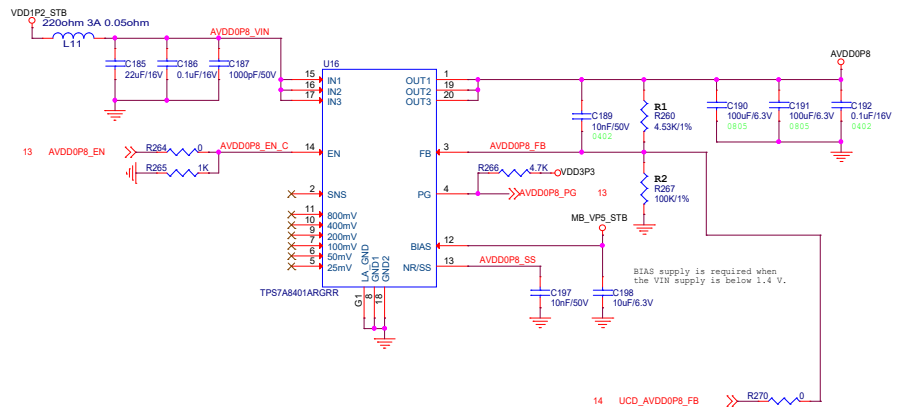 VDD1P2_STB
220ohm 3A 0.05ohm
L11
AVDD0P8_VIN
C185
22uF/16V
C186
0.1uF/16V
C187
1000pF/50V
U16
15
16
17
IN1
IN2
IN3
OUT1
OUT2
OUT3
1
19
20
AVDD0P8
C189
10nF/50V
0402
R1
R260
4.53K/1%
C190
100uF/6.3V
0805
C191
100uF/6.3V
0805
C192
0.1uF/16V
0402
13 AVDD0P8_EN
R264 0
AVDD0P8_EN_C
R265 1K
14
EN
FB
3
AVDD0P8_FB
R266 4.7K
VDD3P3
R2
R267
100K/1%
2
SNS
PG
4
AVDD0P8_PG 13
11
10
9
7
6
5
800mV
400mV
200mV
100mV
50mV
25mV
MB_VP5_STB
BIAS
12
NR/SS
13
AVDD0P8_SS
LA_GND
GND1
GND2
G1
8
18
TPS7A8401ARGRR
C197
10nF/50V
C198
10uF/6.3V
BIAS supply is required when
the VIN supply is below 1.4 V.
14 UCD_AVDD0P8_FB
R270 0